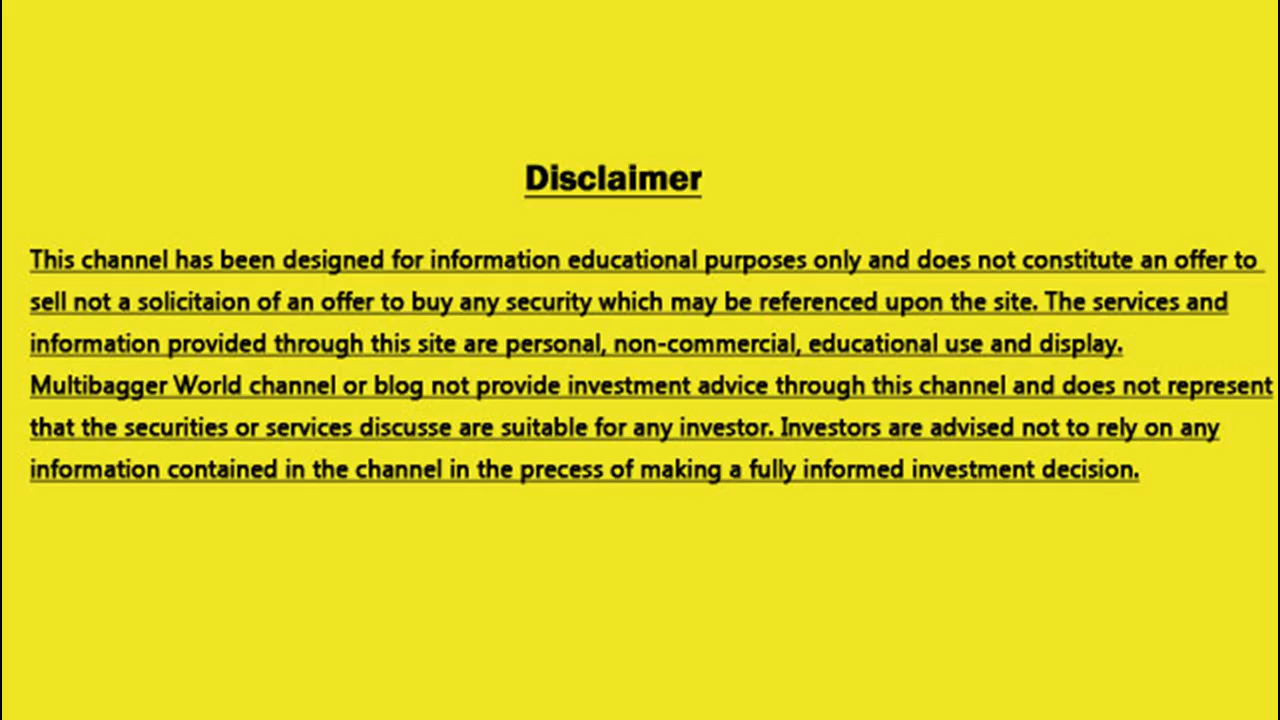 Disclaimer
This channel has been designed for information educational purposes only and does not constitute an offer to
sell not a solicitaion of an offer to buy any security which may be referenced upon the site. The services and
information provided through this site are personal, non-commercial, educational use and display.
Multibagger World channel or blog not provide investment advice through this channel and does not represent
that the securities or services discusse are suitable for any investor. Investors are advised not to rely on any
information contained in the channel in the precess of making a fully informed investment decision.